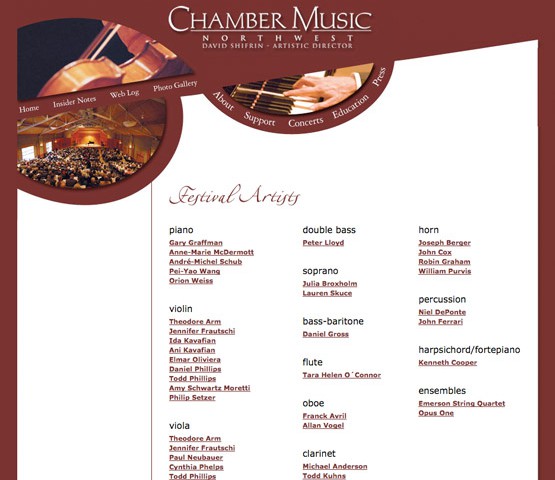 CHAMBER MUSIC
NORTHWEST
DAVID SHIFRIN - ARTISTIC DIRECTOR
Home
Insider Notes
Web Log
Photo Gallery
About
Support
Concerts
Education
Press
Festival Artists
piano
Gary Graffman
Anne-Marie McDermott
André-Michel Schub
Pei-Yao Wang
Orion Weiss
violin
Theodore Arm
Jennifer Frautschi
Ida Kavafian
Ani Kavafian
Elmar Oliveira
Daniel Phillips
Todd Phillips
Amy Schwartz Moretti
Philip Setzer
viola
Theodore Arm
Jennifer Frautschi
Paul Neubauer
Cynthia Phelps
Todd Phillips
double bass
Peter Lloyd
soprano
Julia Broxholm
Lauren Skuce
bass-baritone
Daniel Gross
flute
Tara Helen O´Connor
oboe
Franck Avril
Allan Vogel
clarinet
Michael Anderson
Todd Kuhns
horn
Joseph Berger
John Cox
Robin Graham
William Purvis
percussion
Niel DePonte
John Ferrari
harpsichord/fortepiano
Kenneth Cooper
ensembles
Emerson String Quartet
Opus One